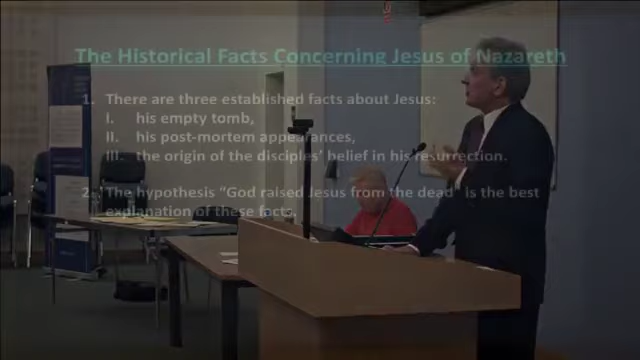 The Historical Facts Concerning Jesus of Nazareth
1. There are three established facts about Jesus:
I. his empty tomb,
II. his post-mortem appearances,
III. the origin of the disciples' belief in his resurrection.
2. The hypothesis "God raised Jesus from the dead" is the best
explanation of these facts.